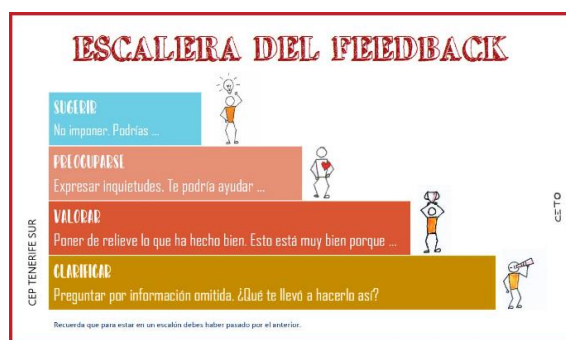 ESCALERA DEL FEEDBACK
SUGERIR
No imponer. Podrías ...
PREOCUPARSE
Expresar inquietudes. Te podría ayudar ...
VALORAR
Poner de relieve lo que ha hecho bien. Esto está muy bien porque ...
CLARIFICAR
Preguntar por información omitida. ¿Qué te llevó a hacerlo así?
Recuerda que para estar en un escalón debes haber pasado por el anterior.
CEP TENERIFE SUR
CETO